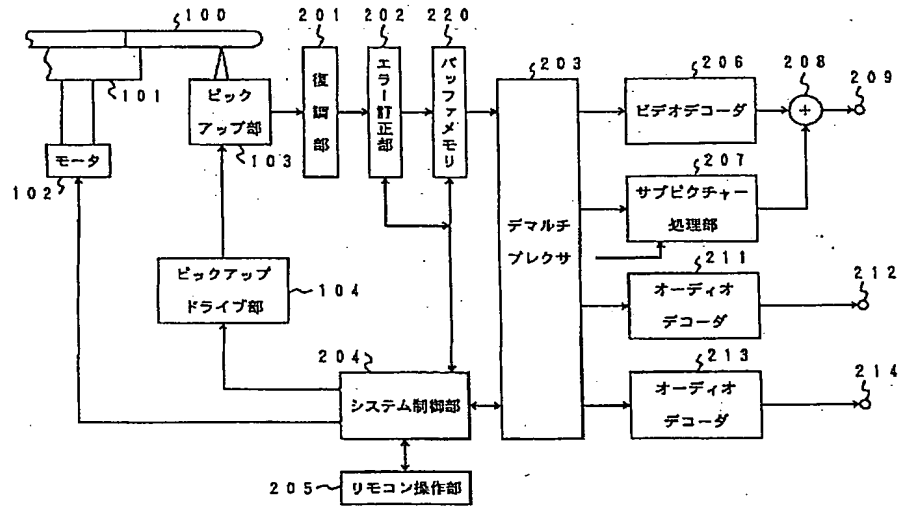 100
201
202
220
203
206
208
209
101
ピック
アップ部
103
復調部
エラー訂正部
バッファメモリ
ビデオデコーダ
+
モータ
102
207
サブピクチャー
処理部
デマルチ
プレクサ
ピックアップ
ドライブ部
104
211
オーディオ
デコーダ
212
204
システム制御部
213
オーディオ
デコーダ
214
205
リモコン操作部